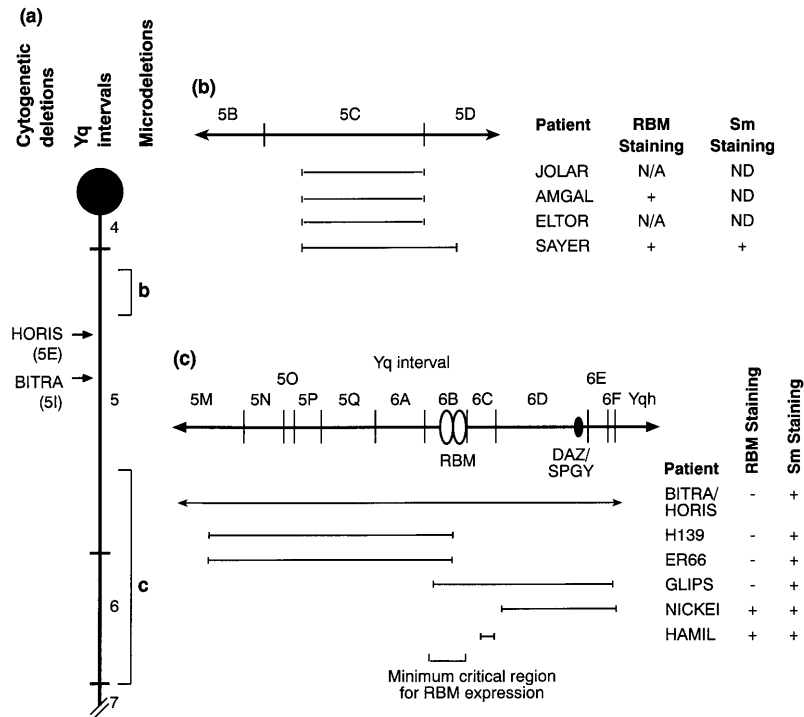 (a)
Cytogenetic deletions
Yq intervals
Microdeletions
4
b
HORIS
(5E)
BITRA
(5I)
5
c
6
7
(b)
5B 5C 5D
Patient RBM Staining Sm Staining
JOLAR N/A ND
AMGAL + ND
ELTOR N/A ND
SAYER + +
(c)
Yq interval
5M 5N 5O 5P 5Q 6A 6B 6C 6D 6E 6F Yqh
RBM
DAZ/
SPGY
Patient RBM Staining Sm Staining
BITRA/
HORIS - +
H139 - +
ER66 - +
GLIPS - +
NICKEI + +
HAMIL + +
Minimum critical region
for RBM expression